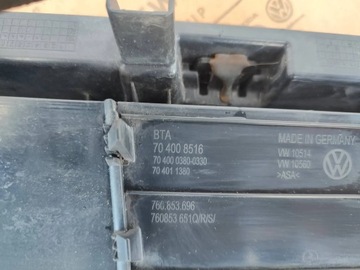 BTA
70 400 8516
70 400 0380-0330
70 401 1380
MADE IN GERMANY
VW 10514
VW 10560
>ASA<
760.853.696
760853 651Q/R/S/